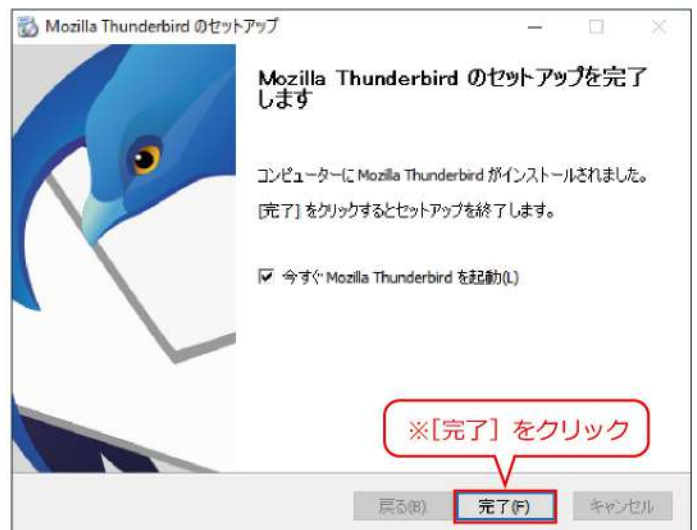 Mozilla Thunderbird のセットアップ
Mozilla Thunderbird のセットアップを完了
します
コンピューターに Mozilla Thunderbird がインストールされました。
[完了] をクリックするとセットアップを終了します。
今すぐ Mozilla Thunderbird を起動(L)
※[完了] をクリック
戻る(B) 完了(F) キャンセル